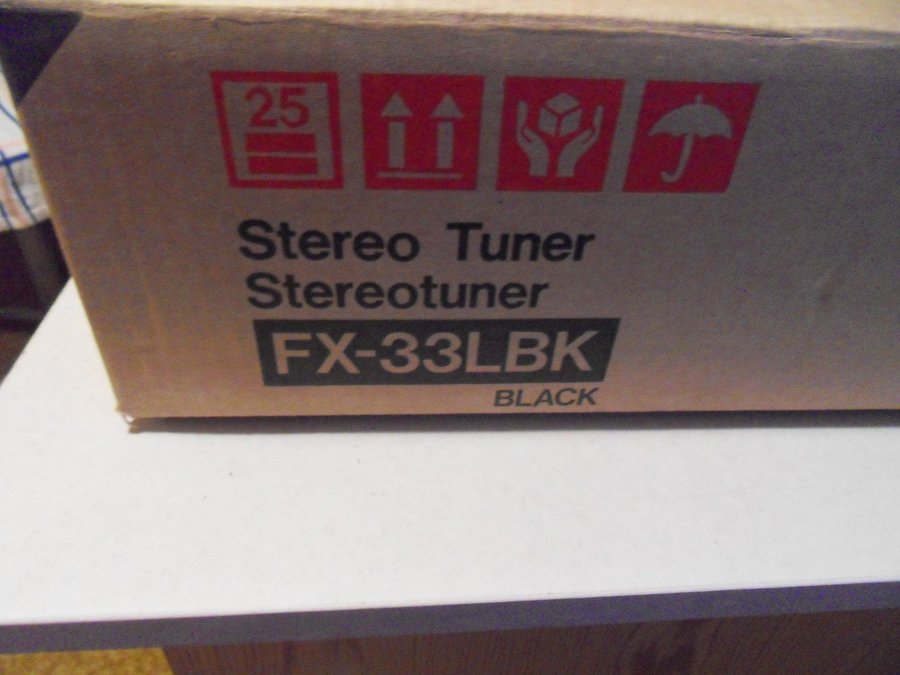 25
Stereo Tuner
Stereotuner
FX-33LBK
BLACK